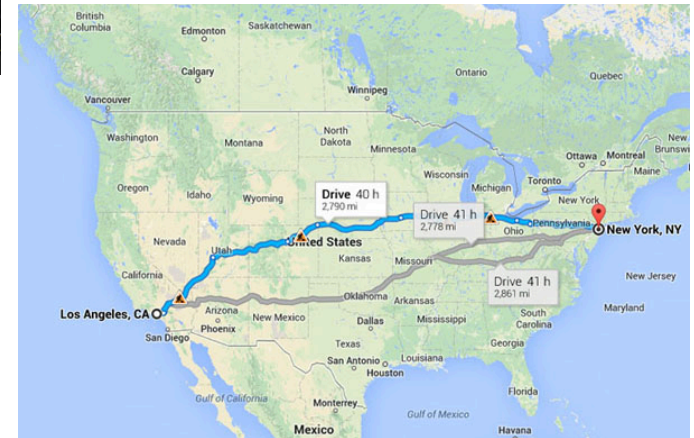 British
Columbia
Edmonton
Saskatchewan
Calgary
Ontario
Quebec
Winnipeg
Vancouver
Washington
North
Dakota
Montana
Minnesota
Ottawa
Montreal
New
Brunswi
Maine
Wisconsin
Michigan
Toronto
Oregon
Idaho
Wyoming
Drive 40 h
2,790 mi
New York
Drive 41 h
2,778 mi
Pennsylvania
Ohio
New York, NY
Nevada
Utah
United States
Kansas
Missouri
California
New Jersey
Drive 41 h
2,861 mi
Oklahoma
Arkansas
Maryland
Los Angeles, CA
Arizona
New Mexico
Phoenix
San Diego
Dallas
Mississippi
South
Carolina
Texas
Georgia
San Antonio
Louisiana
Houston
Florida
Gulf of California
Monterrey
Gulf of Mexico
Mexico
Havana